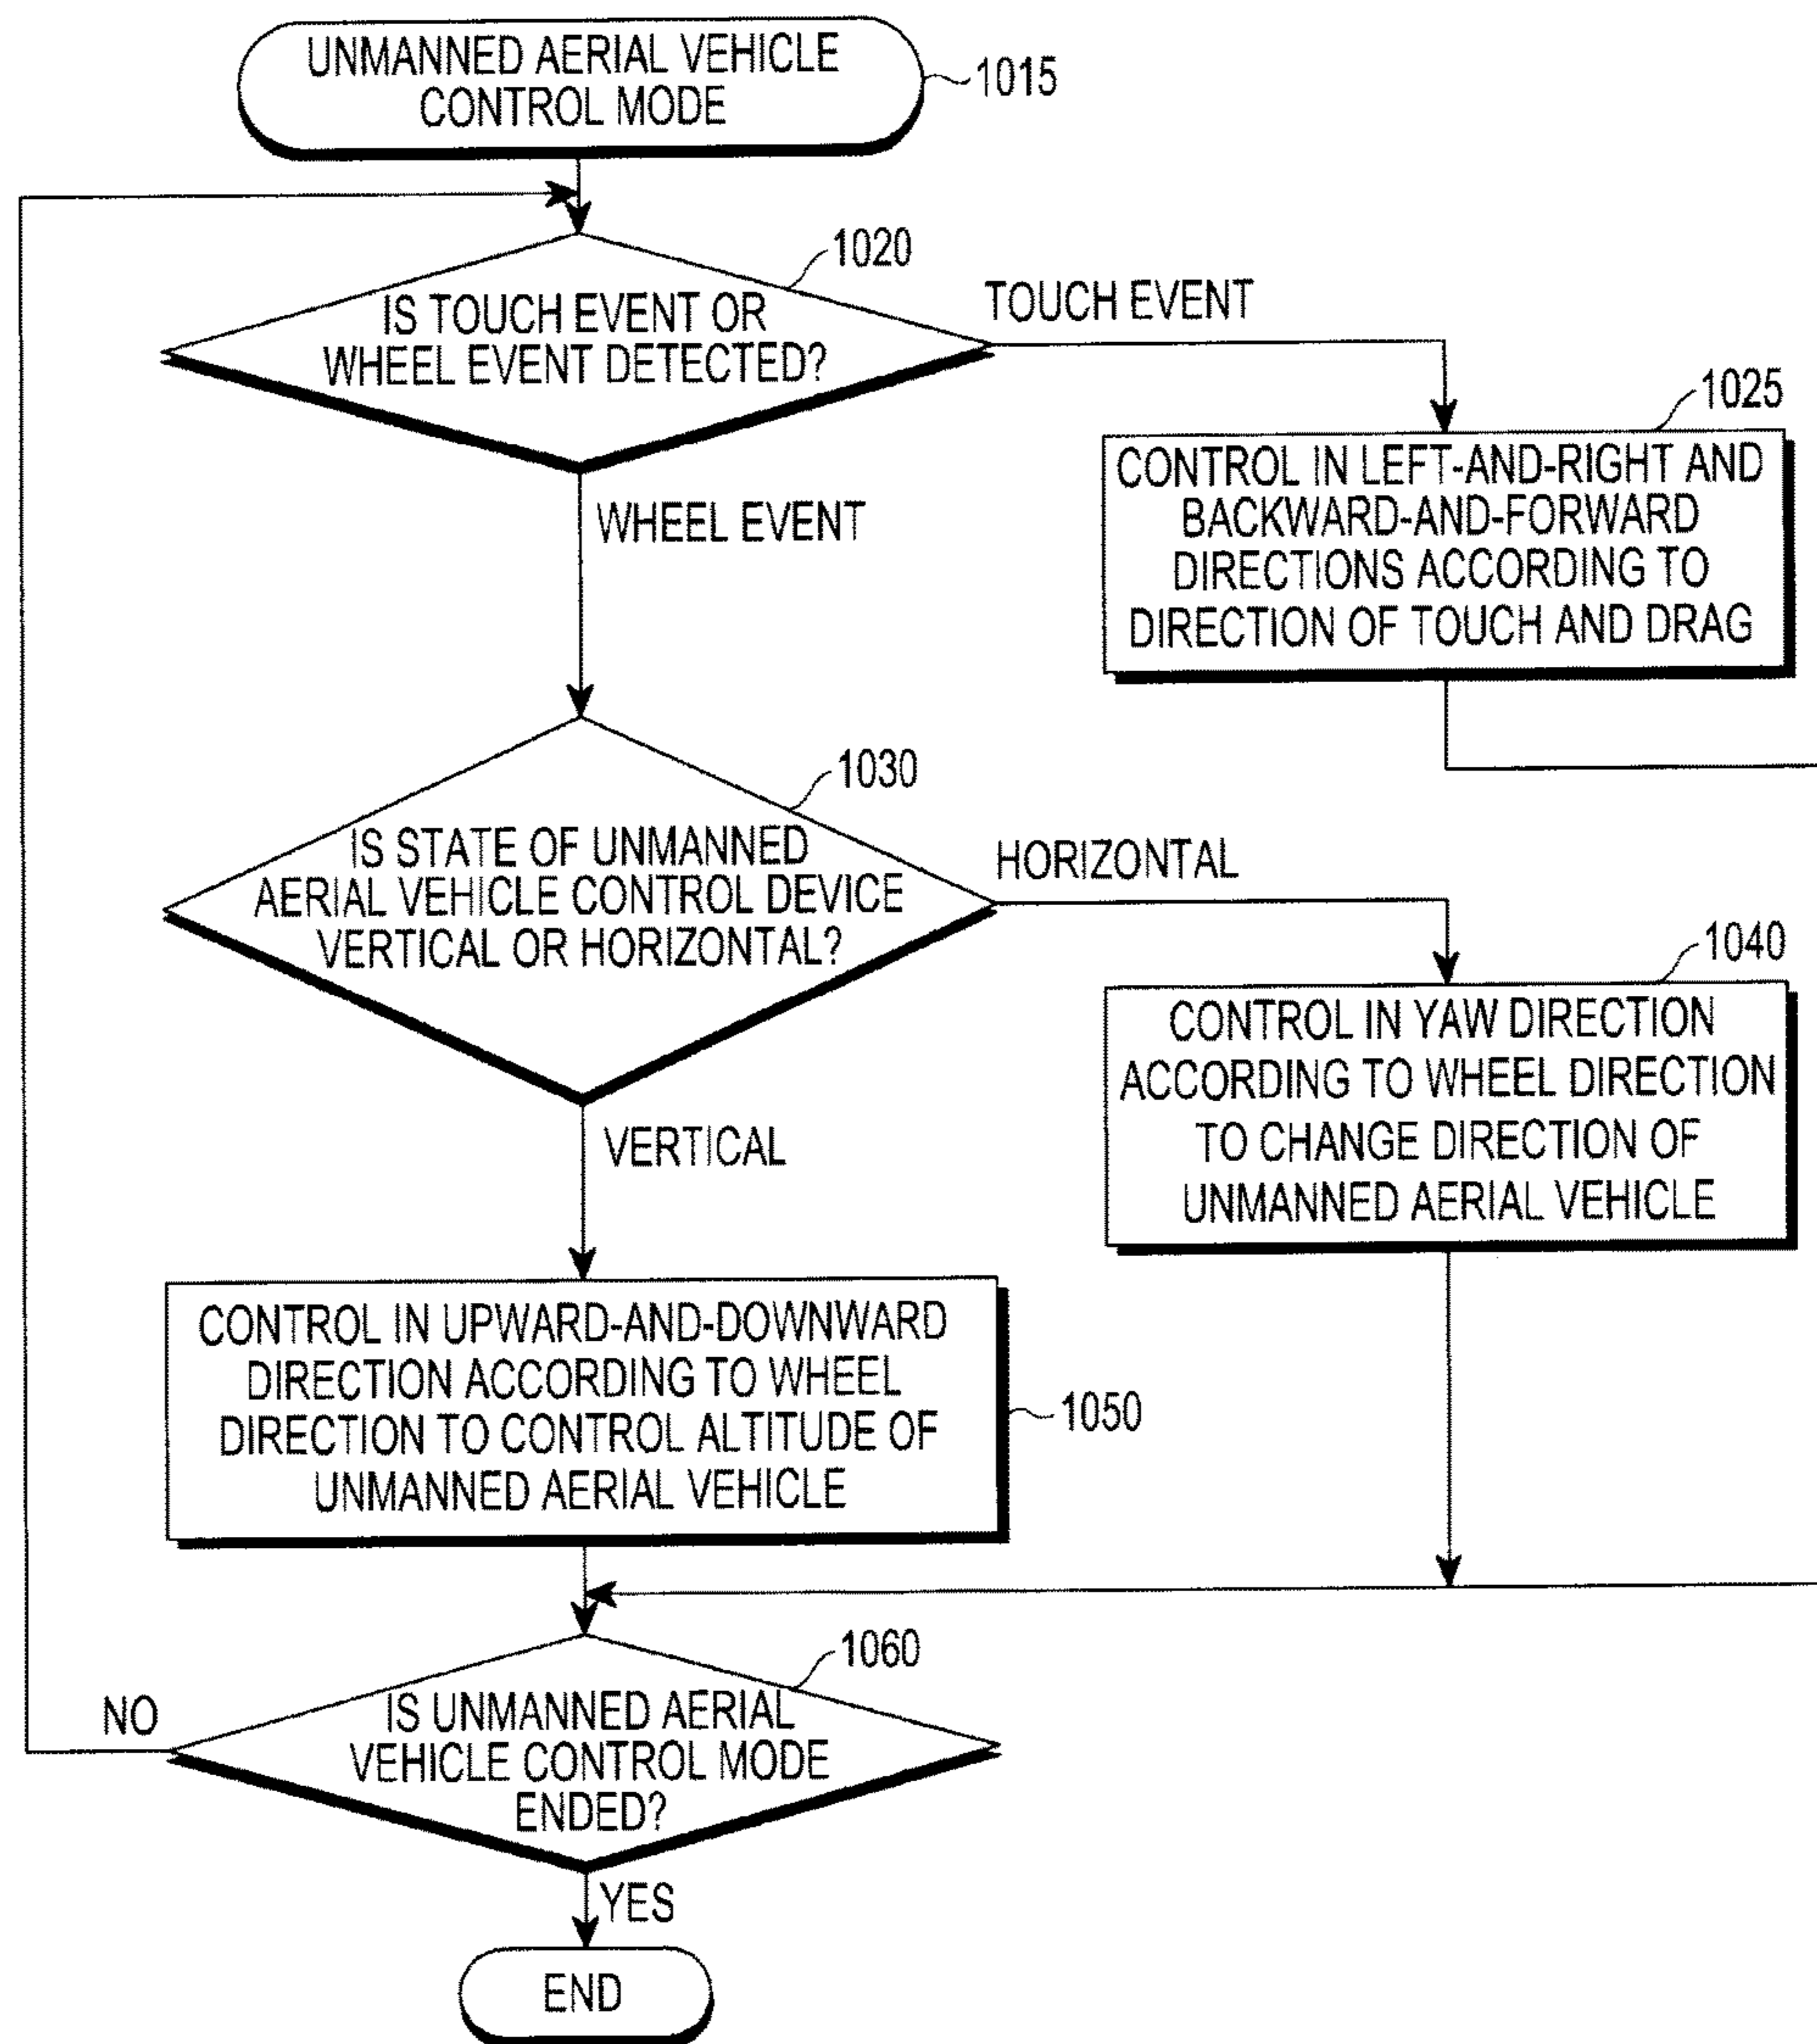 UNMANNED AERIAL VEHICLE
CONTROL MODE
1015
1020
IS TOUCH EVENT OR
WHEEL EVENT DETECTED?
TOUCH EVENT
WHEEL EVENT
1025
CONTROL IN LEFT-AND-RIGHT AND
BACKWARD-AND-FORWARD
DIRECTIONS ACCORDING TO
DIRECTION OF TOUCH AND DRAG
1030
IS STATE OF UNMANNED
AERIAL VEHICLE CONTROL DEVICE
VERTICAL OR HORIZONTAL?
HORIZONTAL
VERTICAL
1040
CONTROL IN YAW DIRECTION
ACCORDING TO WHEEL DIRECTION
TO CHANGE DIRECTION OF
UNMANNED AERIAL VEHICLE
CONTROL IN UPWARD-AND-DOWNWARD
DIRECTION ACCORDING TO WHEEL
DIRECTION TO CONTROL ALTITUDE OF
UNMANNED AERIAL VEHICLE
1050
1060
IS UNMANNED AERIAL
VEHICLE CONTROL MODE
ENDED?
NO
YES
END